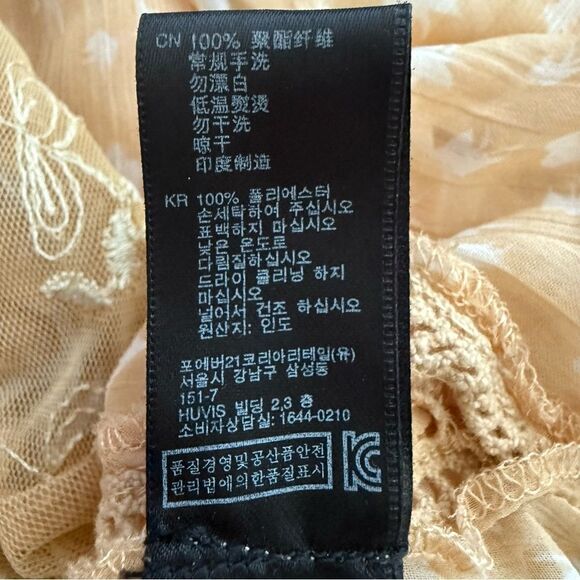 CN 100% 聚酯纤维
常规手洗
勿漂白
低温熨烫
勿干洗
晾干
印度制造
KR 100% 폴리에스터
손세탁하여 주십시오
표백하지 마십시오
낮은 온도로
다림질하십시오
드라이 클리닝 하지
마십시오
널어서 건조 하십시오
원산지: 인도
포에버21코리아리테일(유)
서울시 강남구 삼성동
151-7
HUVIS 빌딩 2,3 층
소비자상담실: 1644-0210
품질경영및공산품안전
관리법에의한품질표시